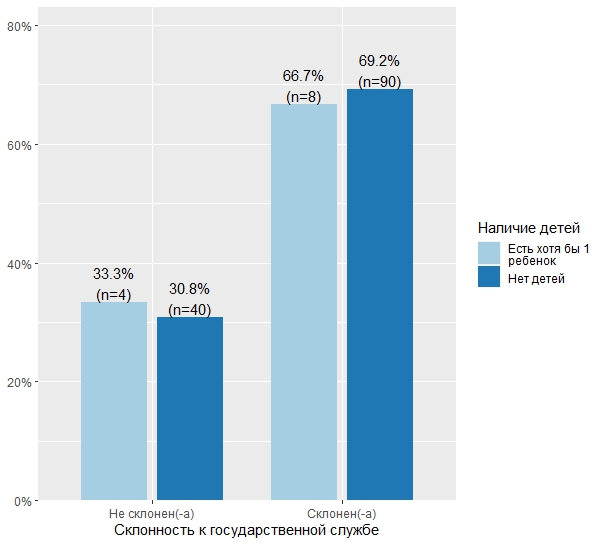 80%
60%
40%
20%
0%
33.3%
(n=4)
30.8%
(n=40)
66.7%
(n=8)
69.2%
(n=90)
Не склонен(-а)
Склонен(-а)
Склонность к государственной службе
Наличие детей
Есть хотя бы 1
ребенок
Нет детей